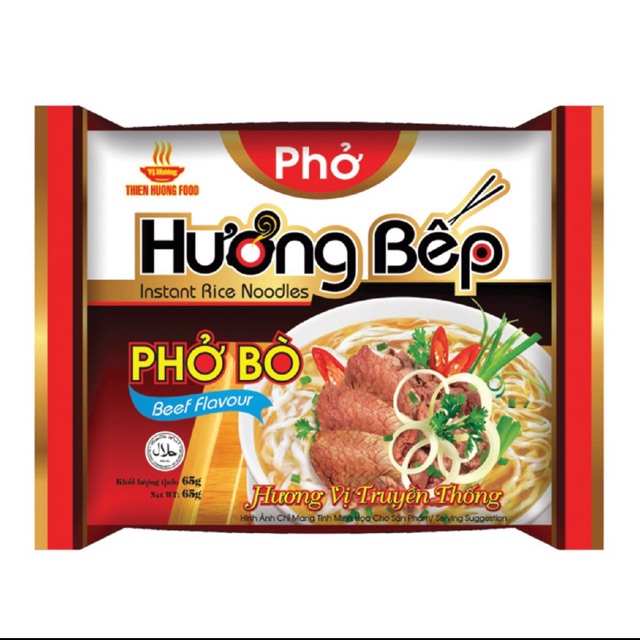 Phở
Vị Hương
THIEN HUONG FOOD
Hương Bếp
Instant Rice Noodles
PHỞ BÒ
Beef Flavour
حلال
Khối lượng tịnh: 65g
Net WT: 65g
Hương Vị Truyền Thống
Hình Ảnh Chỉ Mang Tính Minh Họa Cho Sản Phẩm/ Serving Suggestion